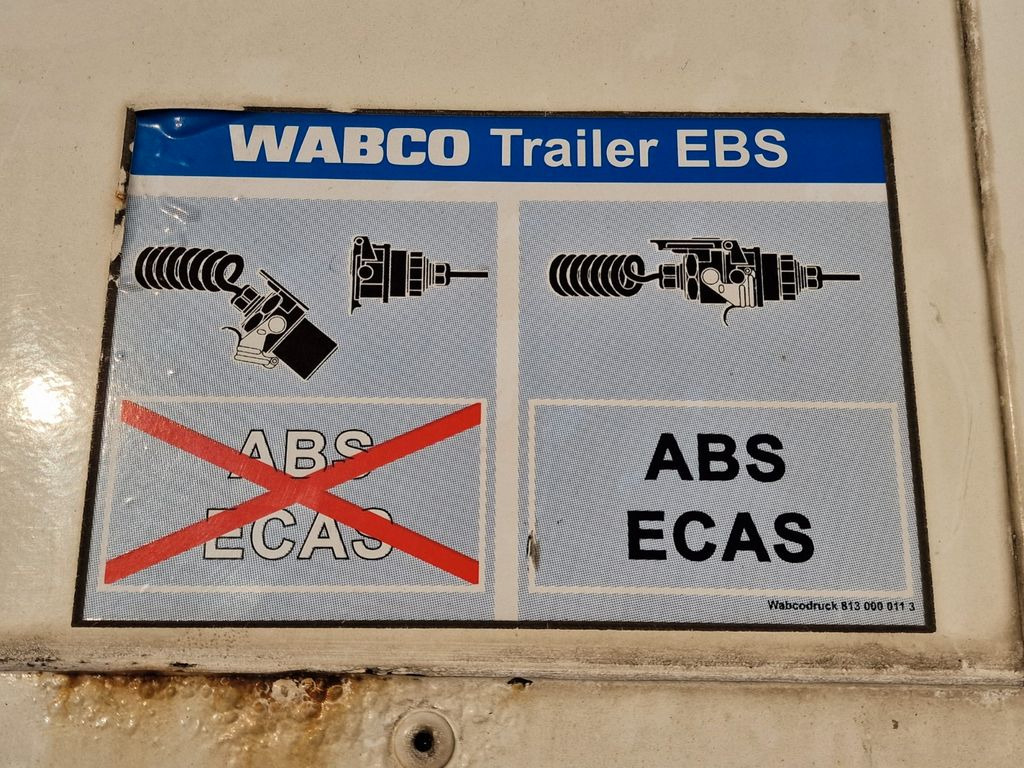 WABCO Trailer EBS
ABS
ECAS
ABS
ECAS
Wabcodruck 813 000 011 3